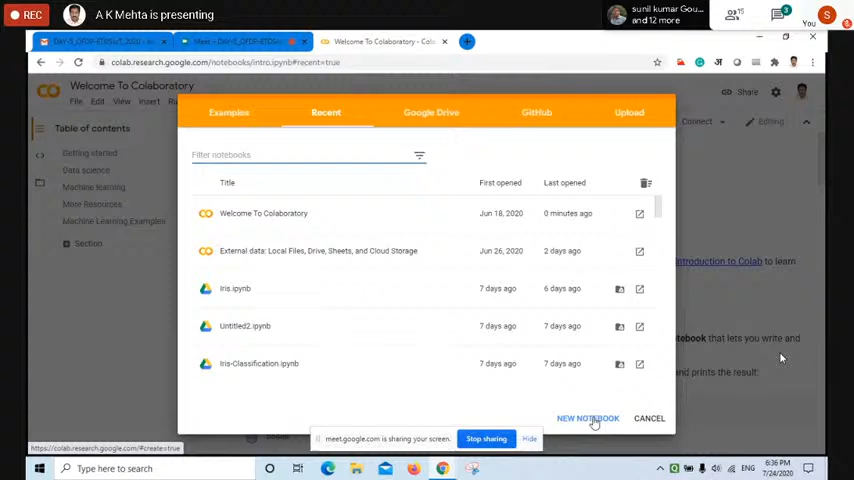 REC
A K Mehta is presenting
sunil kumar Gou...
and 12 more
15
3
You
S
Welcome To Colaboratory - Col
colab.research.google.com/notebooks/intro.ipynb#recent=true
Welcome To Colaboratory
File Edit View Insert
Share
Table of contents
Connect
Editing
Getting started
Data science
Machine learning
More Resources
Machine Learning Examples
Section
Examples
Recent
Google Drive
GitHub
Upload
Filter notebooks
Title
First opened
Last opened
Welcome To Colaboratory
Jun 18, 2020
0 minutes ago
External data: Local Files, Drive, Sheets, and Cloud Storage
Jun 26, 2020
2 days ago
Iris.ipynb
7 days ago
6 days ago
Untitled2.ipynb
7 days ago
7 days ago
Iris-Classification.ipynb
7 days ago
7 days ago
NEW NOTEBOOK
CANCEL
Introduction to Colab to learn
notebook that lets you write and
and prints the result:
meet.google.com is sharing your screen.
Stop sharing
Hide
https://colab.research.google.com/#create=true
Type here to search
ENG
6:36 PM
7/24/2020